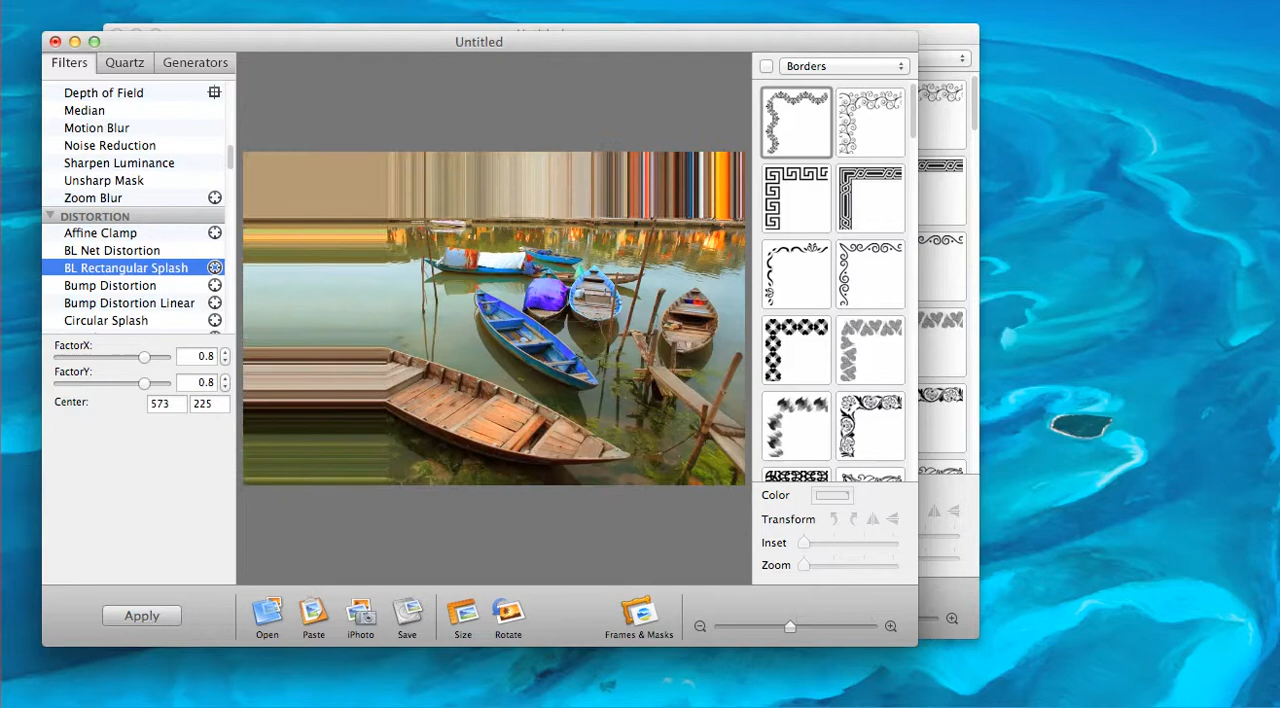 Untitled
Filters Quartz Generators
Depth of Field
Median
Motion Blur
Noise Reduction
Sharpen Luminance
Unsharp Mask
Zoom Blur
DISTORTION
Affine Clamp
BL Net Distortion
BL Rectangular Splash
Bump Distortion
Bump Distortion Linear
Circular Splash
FactorX: 0.8
FactorY: 0.8
Center: 573 225
Apply
Open Paste iPhoto Save Size Rotate Frames & Masks
Borders
Color
Transform
Inset
Zoom